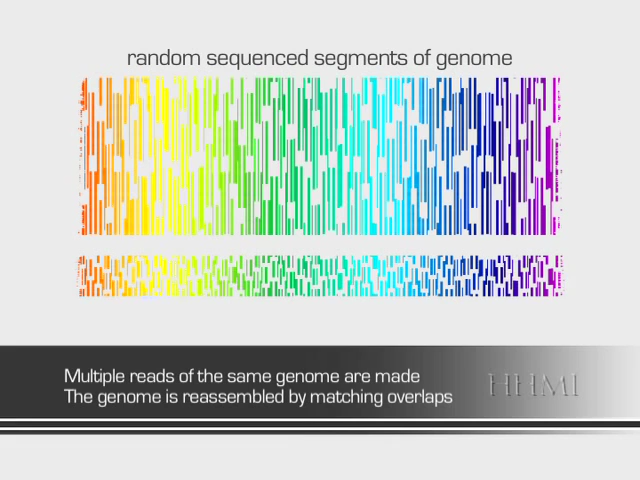 random sequenced segments of genome
Multiple reads of the same genome are made
The genome is reassembled by matching overlaps
HHMI